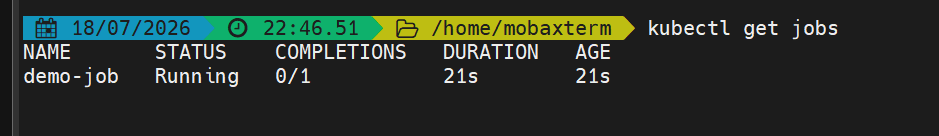 18/07/2026 22:46.51 /home/mobaxterm kubectl get jobs
NAME STATUS COMPLETIONS DURATION AGE
demo-job Running 0/1 21s 21s